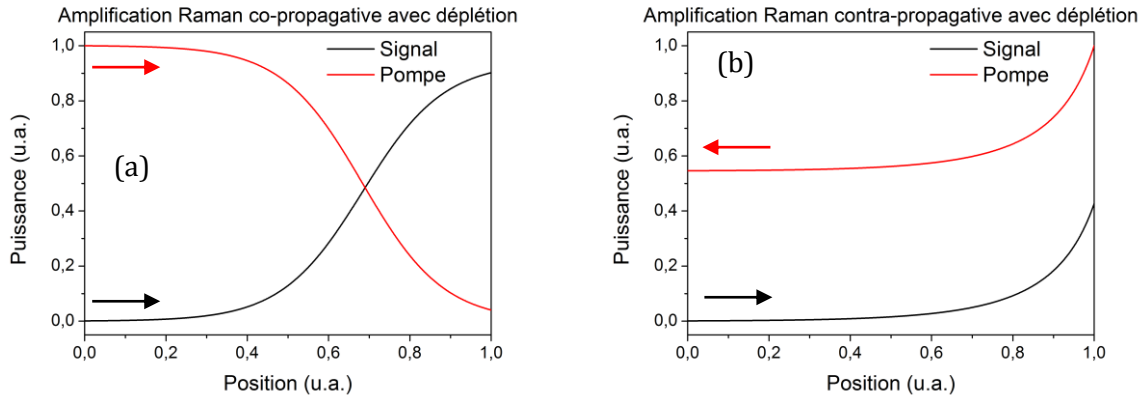 Amplification Raman co-propagative avec déplétion
Signal
Pompe
(a)
Puissance (u.a.)
1,0
0,8
0,6
0,4
0,2
0,0
0,0 0,2 0,4 0,6 0,8 1,0
Position (u.a.)
Amplification Raman contra-propagative avec déplétion
(b)
Signal
Pompe
Puissance (u.a.)
1,0
0,8
0,6
0,4
0,2
0,0
0,0 0,2 0,4 0,6 0,8 1,0
Position (u.a.)